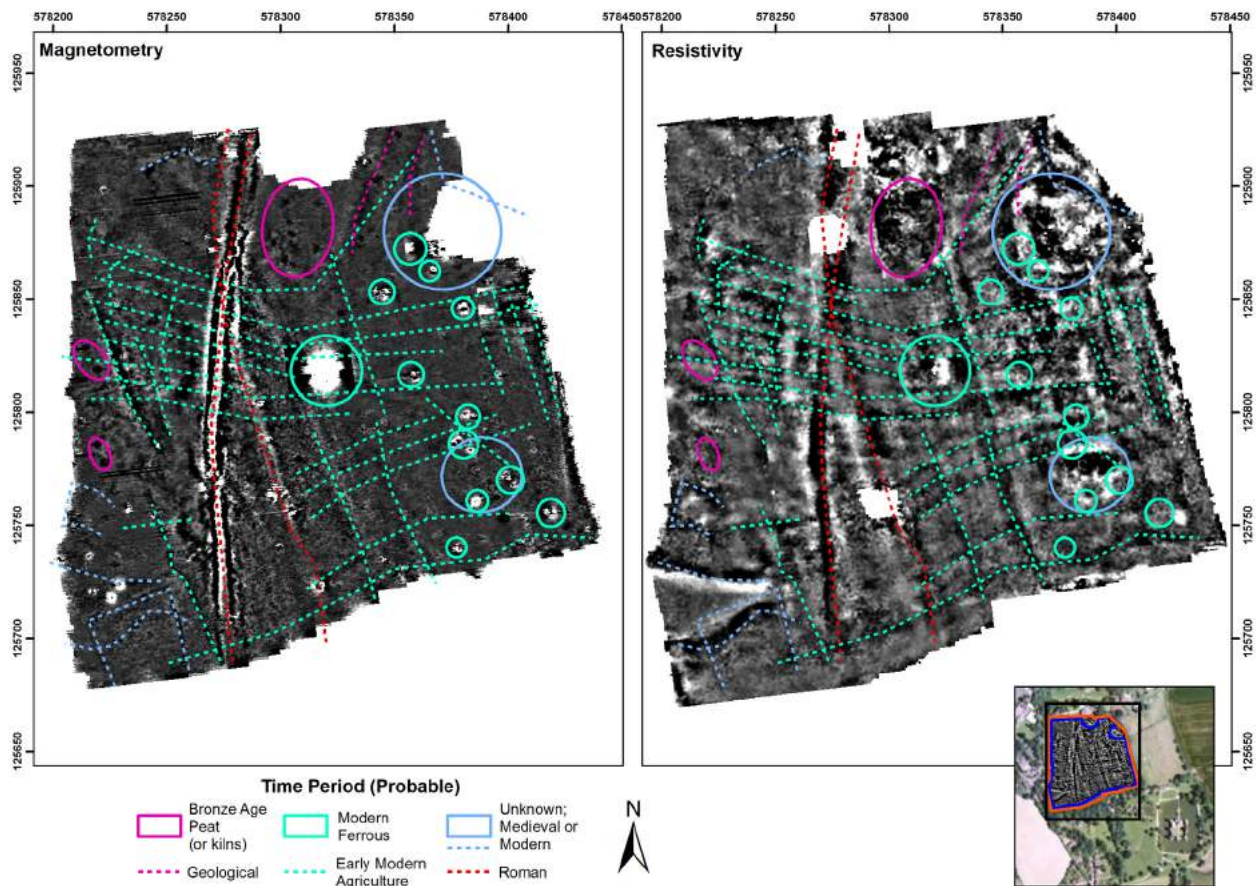 578200 578250 578300 578350 578400 578450 578200 578250 578300 578350 578400 578450
Magnetometry
Resistivity
125950
125900
125850
125800
125750
125700
125650
125950
125900
125850
125800
125750
125700
125650
Time Period (Probable)
Bronze Age
Peat
(or kilns)
Modern
Ferrous
Unknown;
Medieval or
Modern
Geological
Early Modern
Agriculture
Roman
N